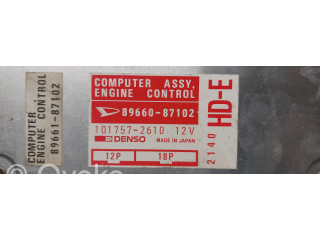 COMPUTER
ENGINE CONTROL
89661-87102
COMPUTER ASSY,
ENGINE CONTROL
89660-87102
101757-2610 12V
DENSO MADE IN JAPAN
12P 18P
2140 HD-E